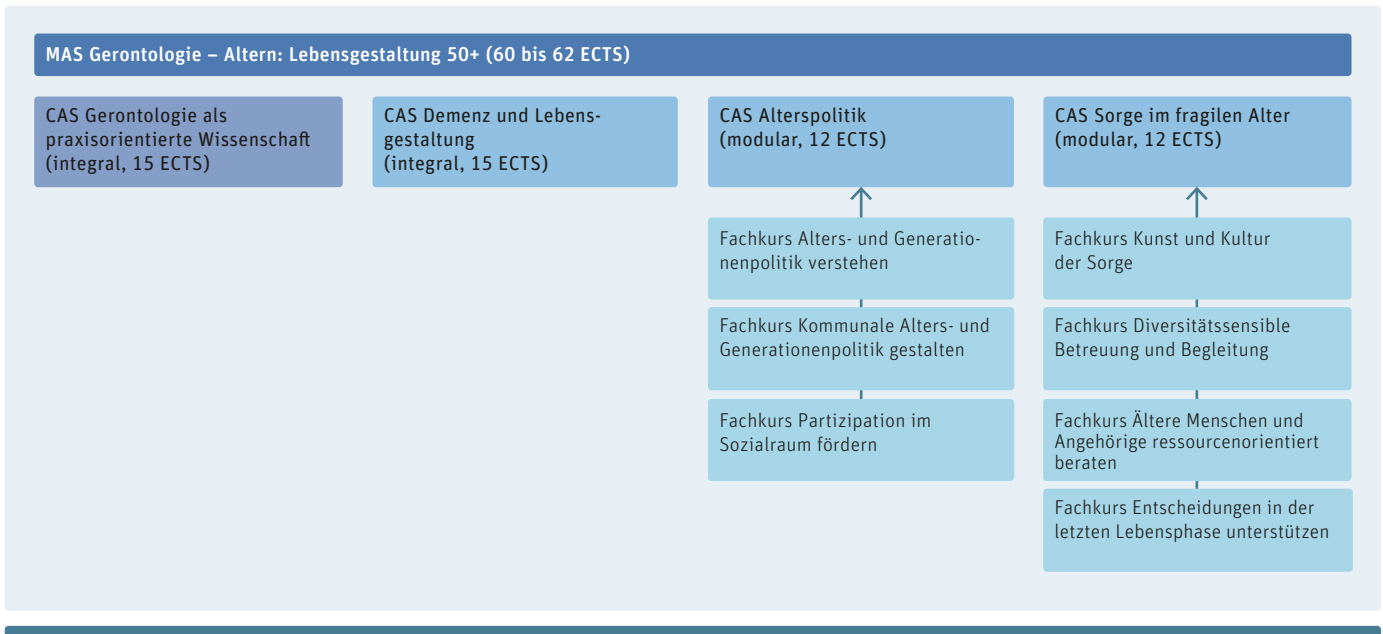 MAS Gerontologie – Altern: Lebensgestaltung 50+ (60 bis 62 ECTS)
CAS Gerontologie als
praxisorientierte Wissenschaft
(integral, 15 ECTS)
CAS Demenz und Lebens-
gestaltung
(integral, 15 ECTS)
CAS Alterspolitik
(modular, 12 ECTS)
CAS Sorge im fragilen Alter
(modular, 12 ECTS)
Fachkurs Alters- und Generatio-
nenpolitik verstehen
Fachkurs Kommunale Alters- und
Generationenpolitik gestalten
Fachkurs Partizipation im
Sozialraum fördern
Fachkurs Kunst und Kultur
der Sorge
Fachkurs Diversitätssensible
Betreuung und Begleitung
Fachkurs Ältere Menschen und
Angehörige ressourcenorientiert
beraten
Fachkurs Entscheidungen in der
letzten Lebensphase unterstützen